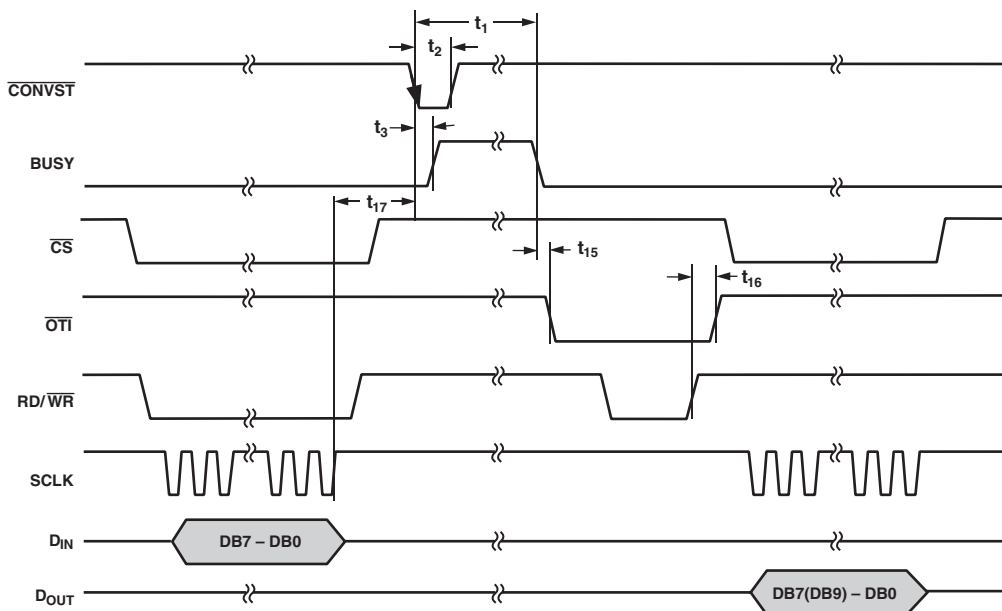 t1
t2
CONVST
t3
BUSY
t17
CS
t15
t16
OTI
RD/WR
SCLK
DIN
DB7 – DB0
DOUT
DB7(DB9) – DB0